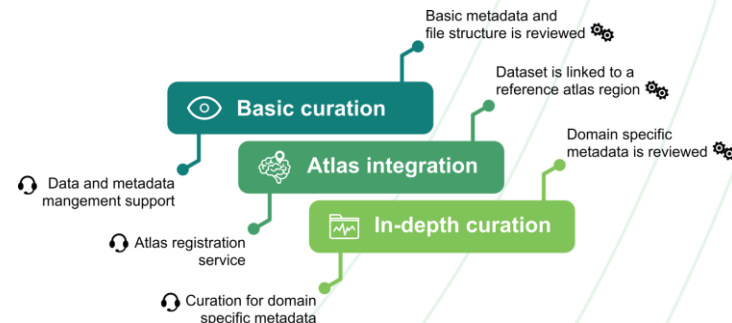 Basic metadata and
file structure is reviewed
Basic curation
Dataset is linked to a
reference atlas region
Data and metadata
mangement support
Atlas integration
Domain specific
metadata is reviewed
Atlas registration
service
In-depth curation
Curation for domain
specific metadata